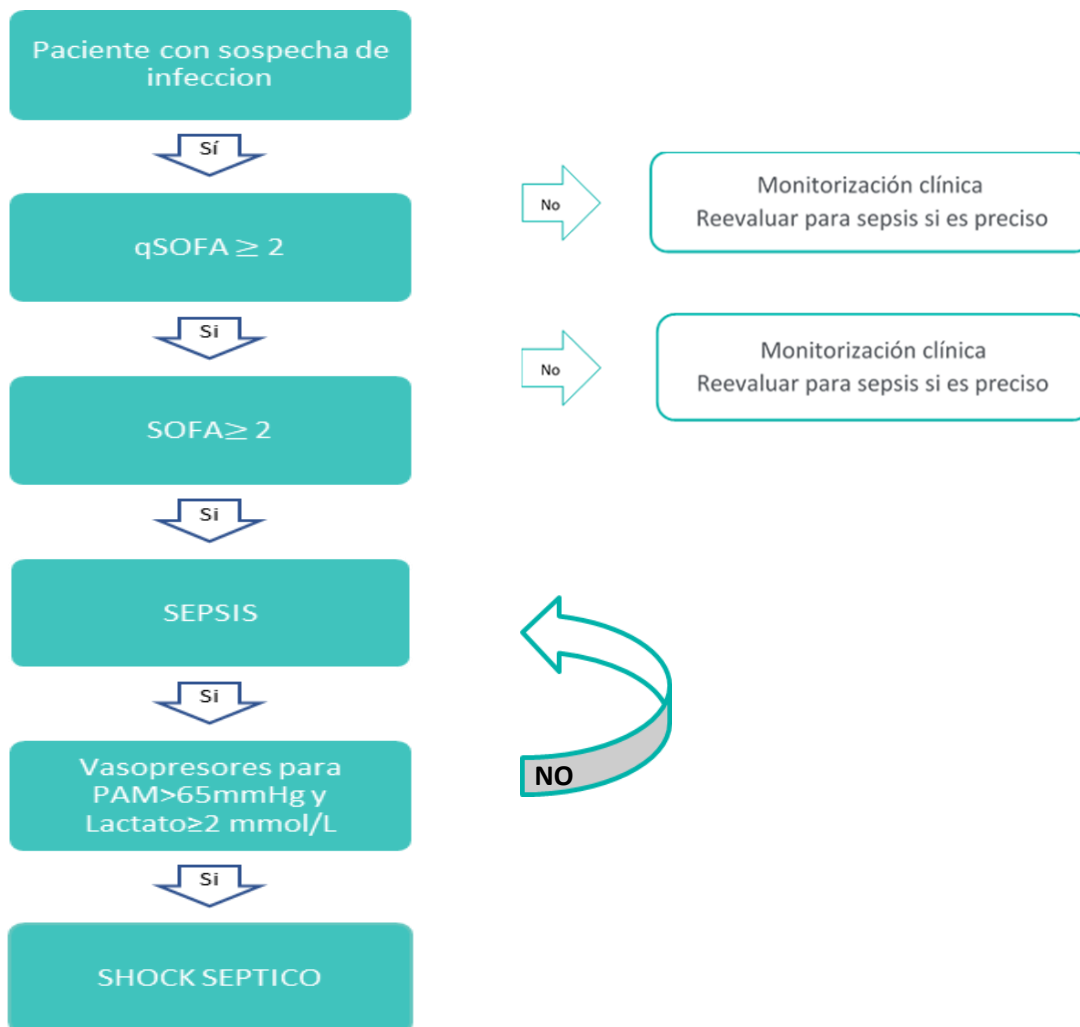 Paciente con sospecha de
infeccion
Sí
qSOFA ≥ 2
No
Monitorización clínica
Reevaluar para sepsis si es preciso
Si
SOFA≥ 2
No
Monitorización clínica
Reevaluar para sepsis si es preciso
Si
SEPSIS
Si
Vasopresores para
PAM>65mmHg y
Lactato≥2 mmol/L
NO
Si
SHOCK SEPTICO